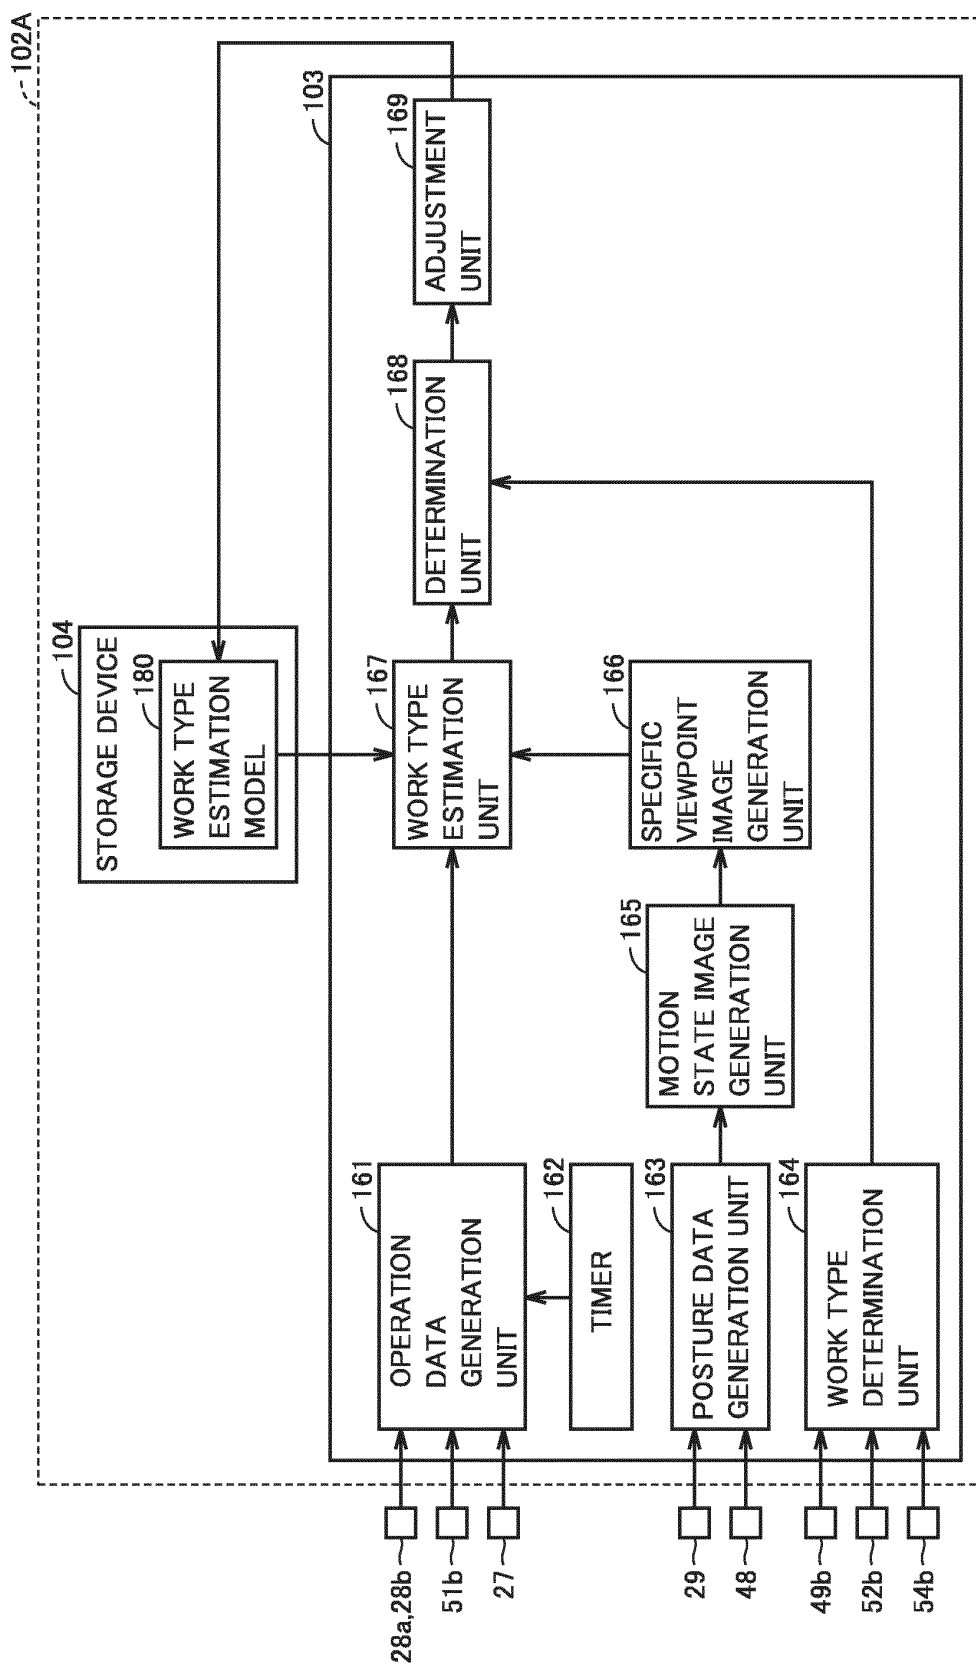 102A
104
STORAGE DEVICE
180
WORK TYPE
ESTIMATION
MODEL
103
161
OPERATION
DATA
GENERATION
UNIT
167
WORK TYPE
ESTIMATION
UNIT
168
DETERMINATION
UNIT
169
ADJUSTMENT
UNIT
162
TIMER
163
POSTURE DATA
GENERATION UNIT
165
MOTION
STATE IMAGE
GENERATION
UNIT
166
SPECIFIC
VIEWPOINT
IMAGE
GENERATION
UNIT
164
WORK TYPE
DETERMINATION
UNIT
28a,28b
51b
27
29
48
49b
52b
54b